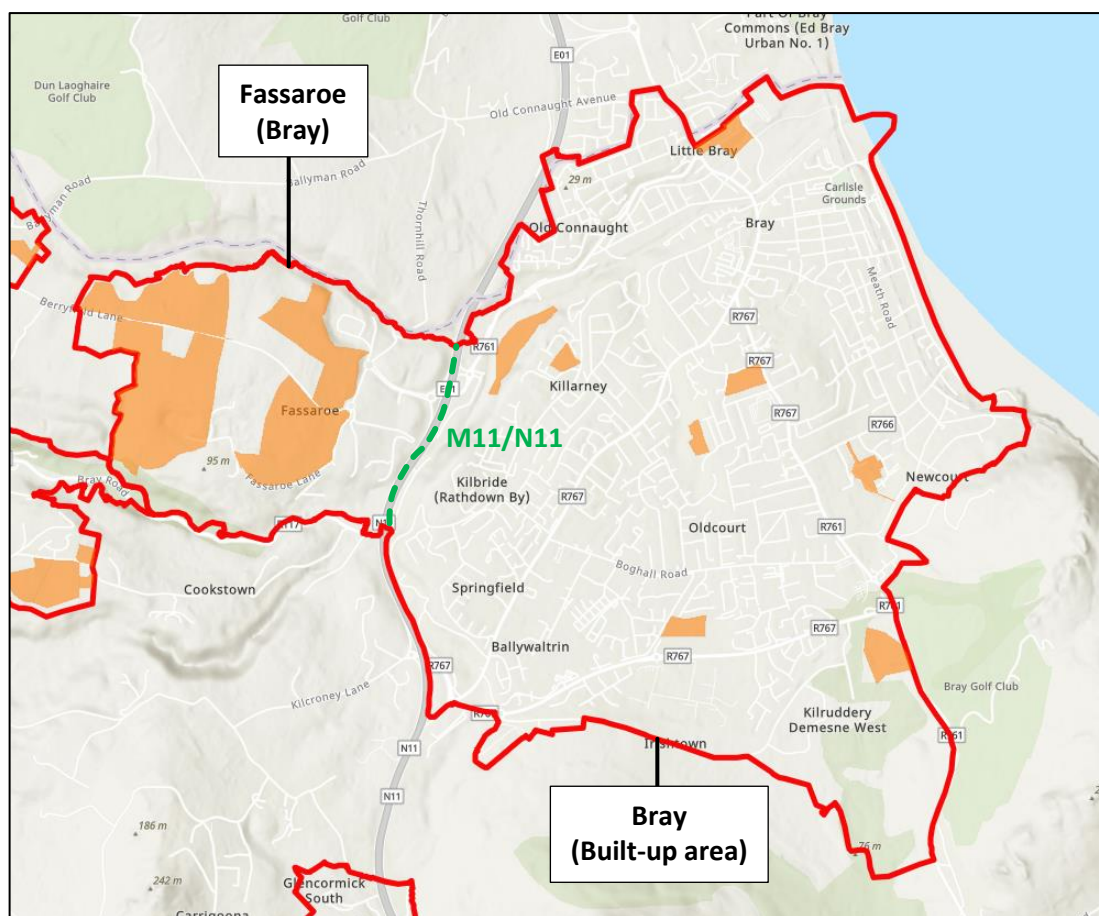 Golf Club
Part Of Bray
Commons (Ed Bray
Urban No. 1)
E01
Dun Laoghaire
Golf Club
Fassaroe
(Bray)
Old Connaught Avenue
Little Bray
Ballyman Road
29 m
Carlisle
Grounds
Ballyman Road
Thornhill Road
Old Connaught
Bray
Meath Road
Berryfield Lane
R767
R761
R767
Killarney
E01
Fassaroe
R767
R766
M11/N11
95 m
Fassaroe Lane
Bray Road
Kilbride
(Rathdown By)
R767
Newcourt
N11
R117
Oldcourt
R761
Boghall Road
Cookstown
Springfield
R761
R767
Ballywaltrin
R767
R767
Bray Golf Club
Kilcroney Lane
Kilruddery
Demesne West
R761
N11
Irishtown
Bray
(Built-up area)
186 m
76 m
242 m
Glencormick
South
N11
Carrigoona